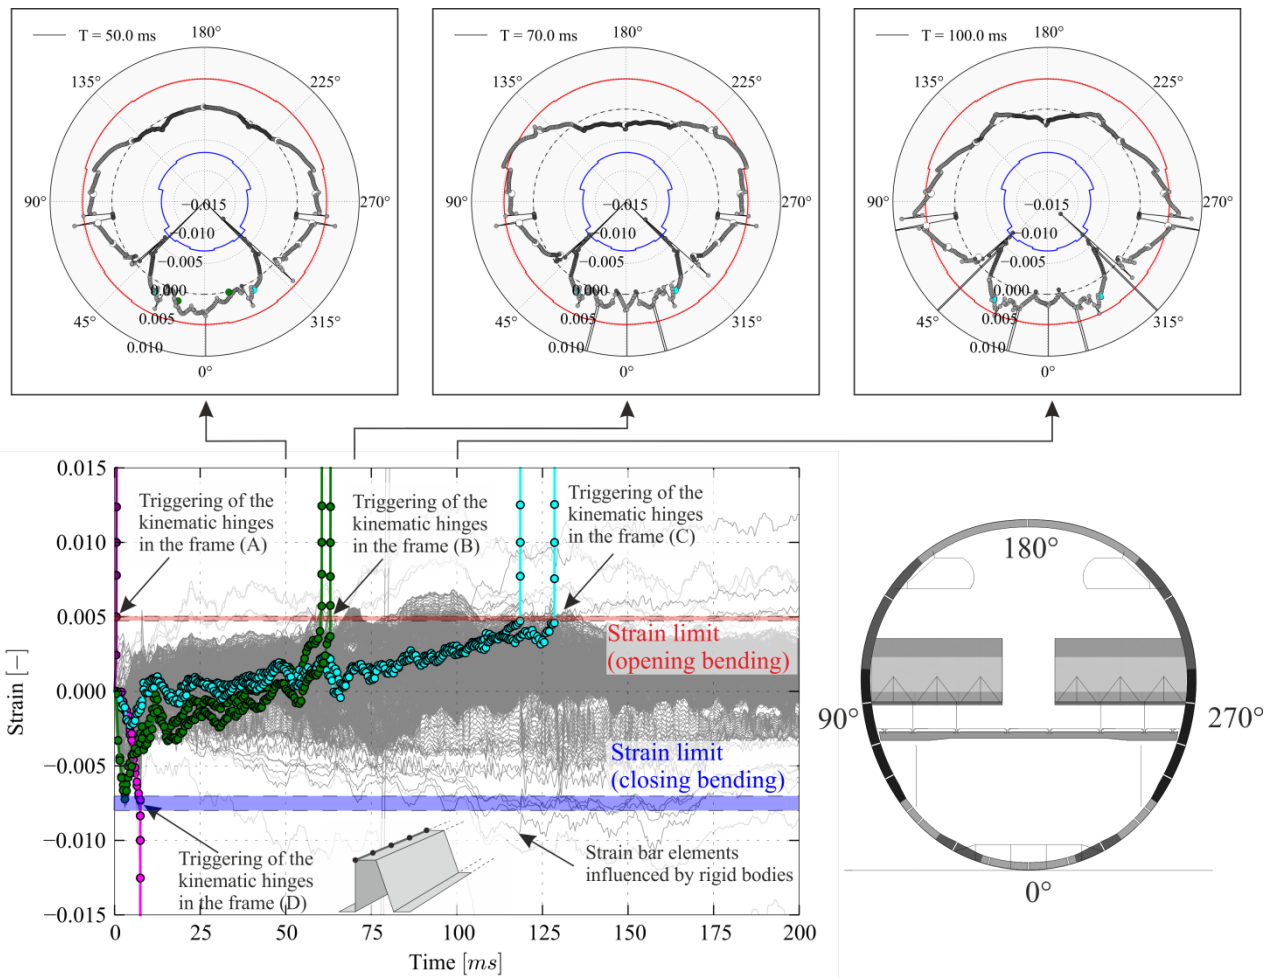 T = 50.0 ms
180°
135°
225°
90°
270°
−0.015
−0.010
−0.005
0.000
0.005
0.010
45°
315°
0°
T = 70.0 ms
180°
135°
225°
90°
270°
−0.015
−0.010
−0.005
0.000
0.005
0.010
45°
315°
0°
T = 100.0 ms
180°
135°
225°
90°
270°
−0.015
−0.010
−0.005
0.000
0.005
0.010
45°
315°
0°
Strain [−]
0.015
0.010
0.005
0.000
−0.005
−0.010
−0.015
Triggering of the
kinematic hinges
in the frame (A)
Triggering of the
kinematic hinges
in the frame (B)
Triggering of the
kinematic hinges
in the frame (C)
Strain limit
(opening bending)
Strain limit
(closing bending)
Triggering of the
kinematic hinges
in the frame (D)
Strain bar elements
influenced by rigid bodies
0
25
50
75
100
125
150
175
200
Time [ms]
180°
90°
270°
0°